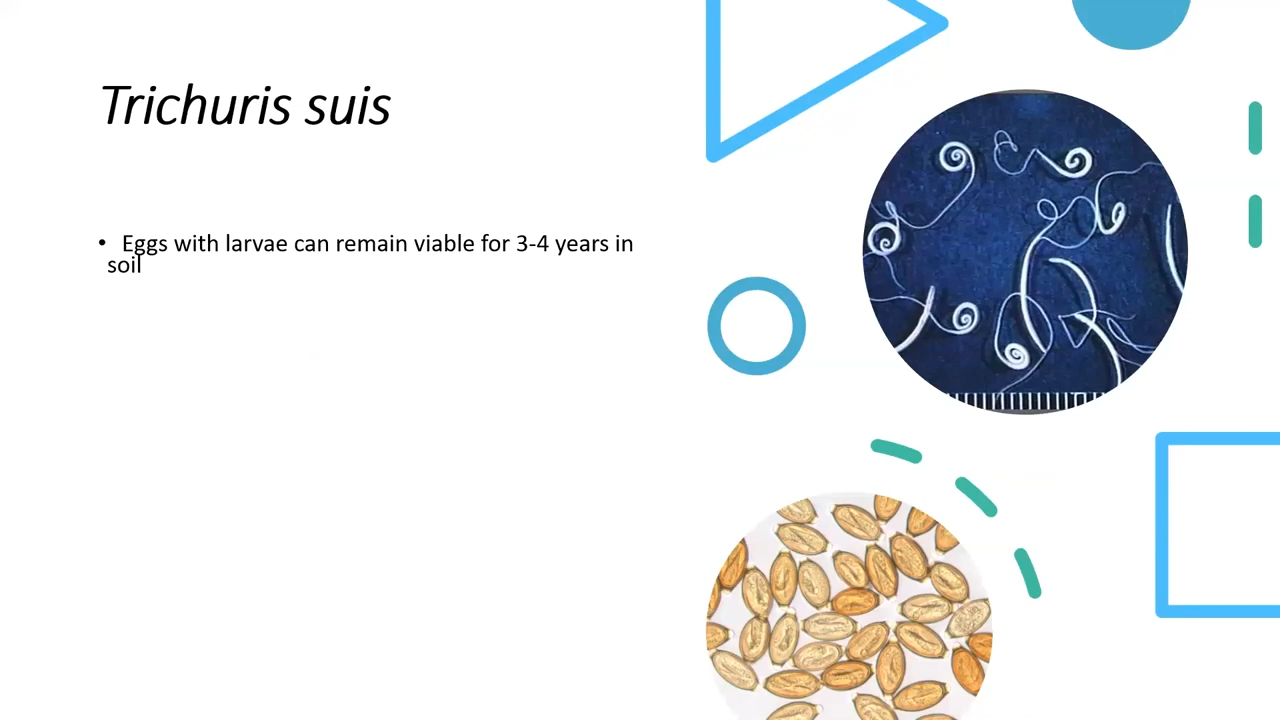 Trichuris suis
• Eggs with larvae can remain viable for 3-4 years in
soil